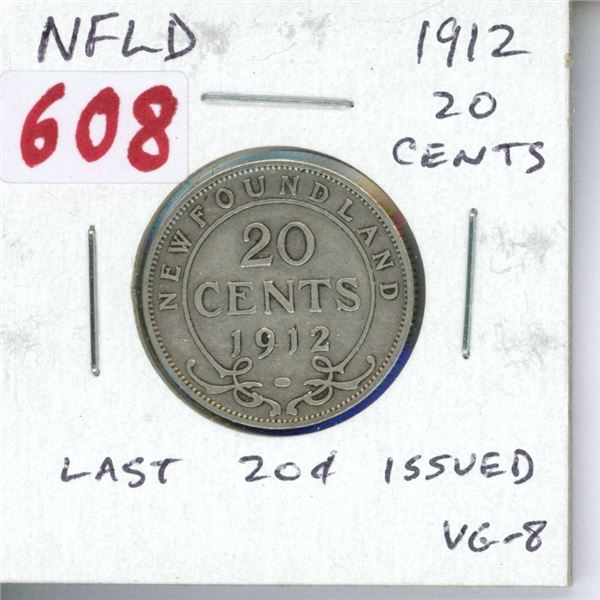 NFLD
1912
608
20
CENTS
NEWFOUNDLAND
20
CENTS
1912
LAST 20¢ ISSUED
VG-8